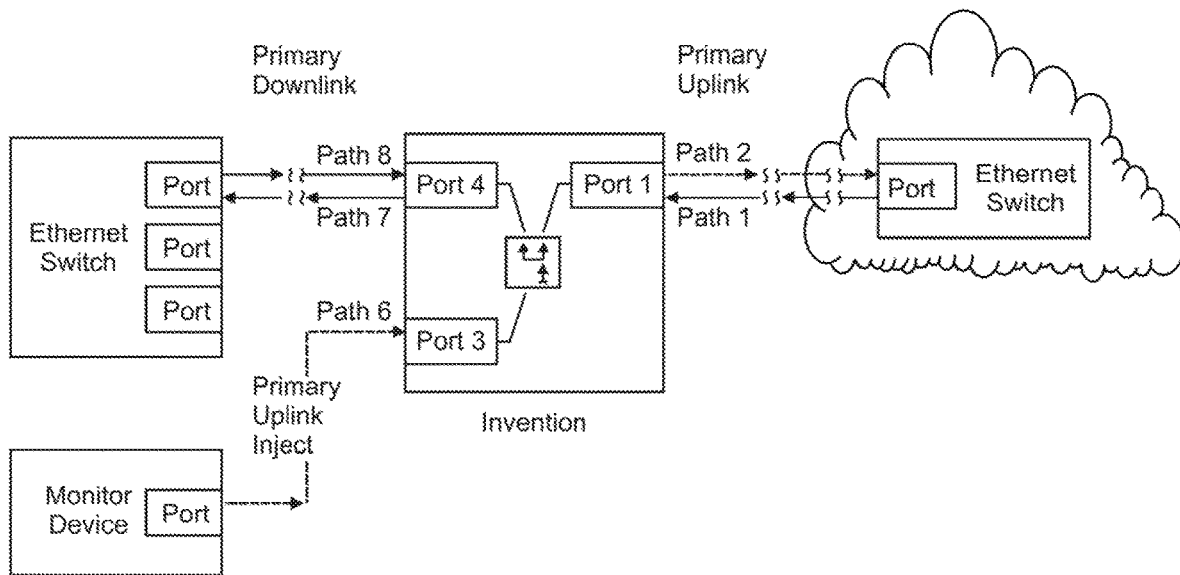 Primary
Downlink
Primary
Uplink
Path 8
Path 7
Path 2
Path 1
Port
Port
Port
Ethernet
Switch
Port 4
Port 1
Port
Ethernet
Switch
Path 6
Port 3
Primary
Uplink
Inject
Invention
Monitor
Device
Port